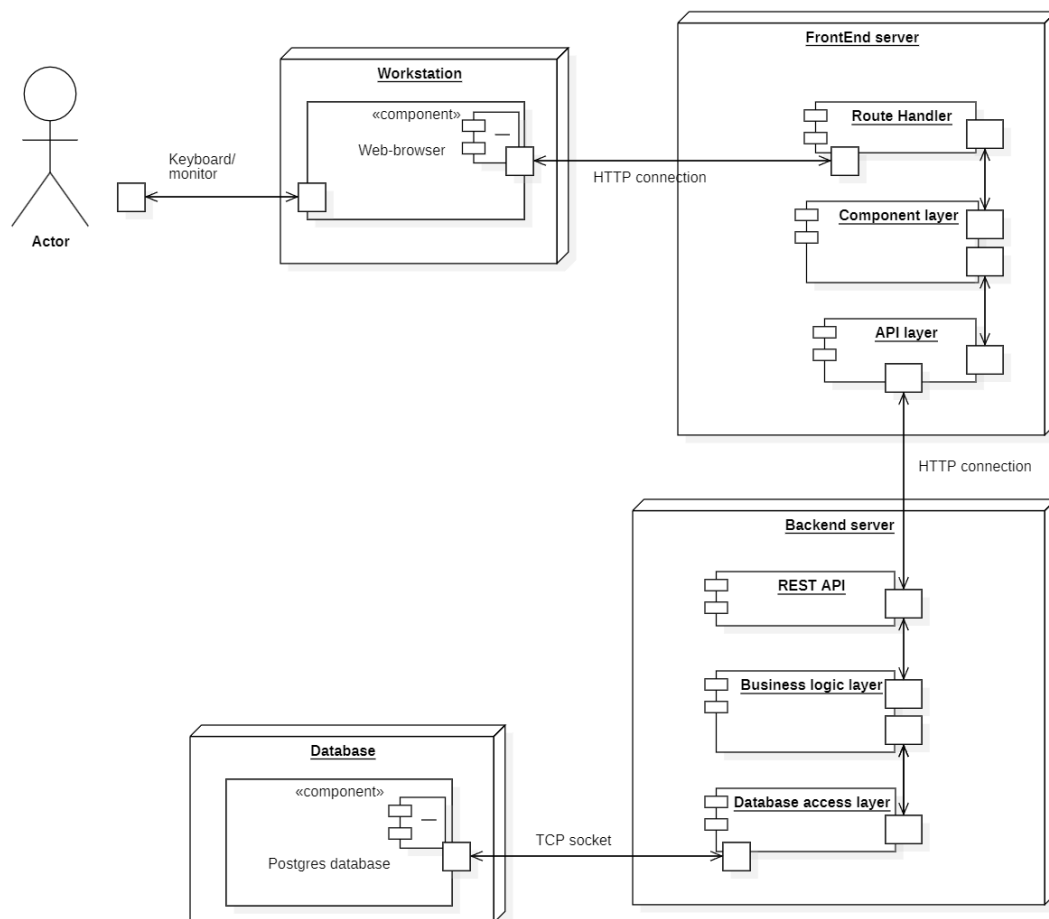 FrontEnd server
Workstation
«component»
Web-browser
Route Handler
Keyboard/
monitor
HTTP connection
Component layer
Actor
API layer
HTTP connection
Backend server
REST API
Business logic layer
Database
«component»
Database access layer
TCP socket
Postgres database